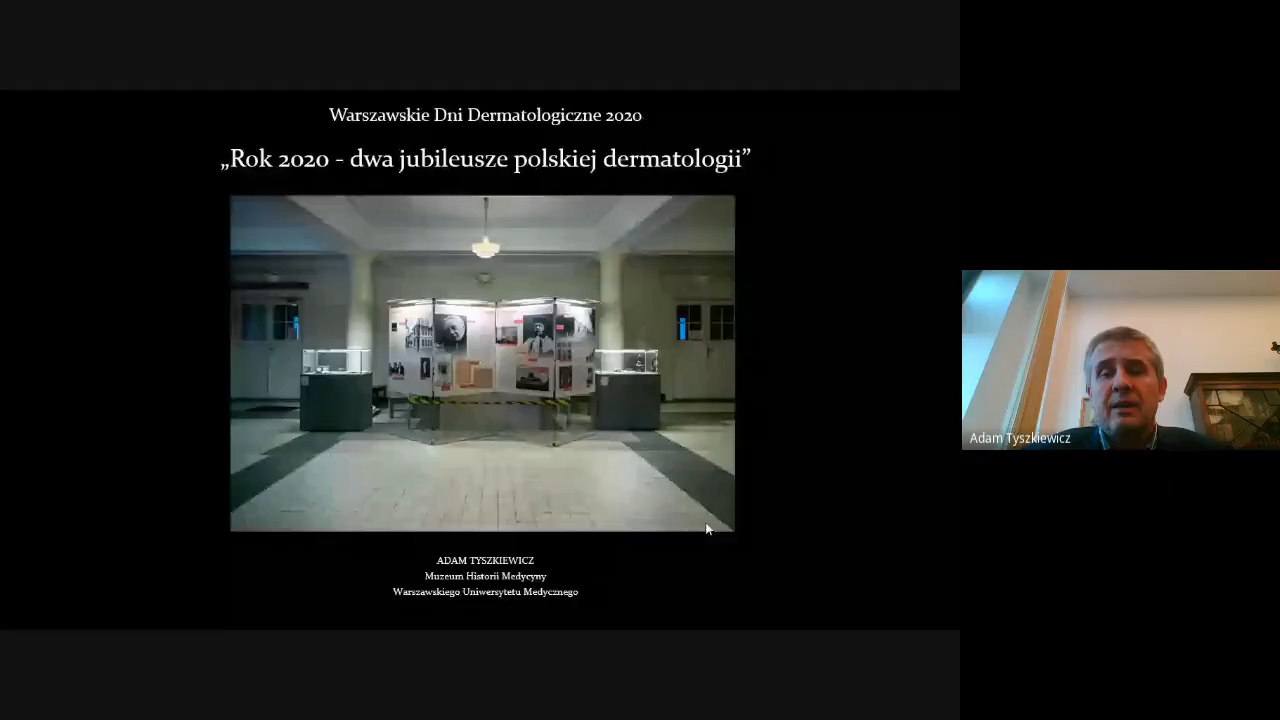 Warszawskie Dni Dermatologiczne 2020
„Rok 2020 - dwa jubileusze polskiej dermatologii”
ADAM TYSZKIEWICZ
Muzeum Historii Medycyny
Warszawskiego Uniwersytetu Medycznego
Adam Tyszkiewicz